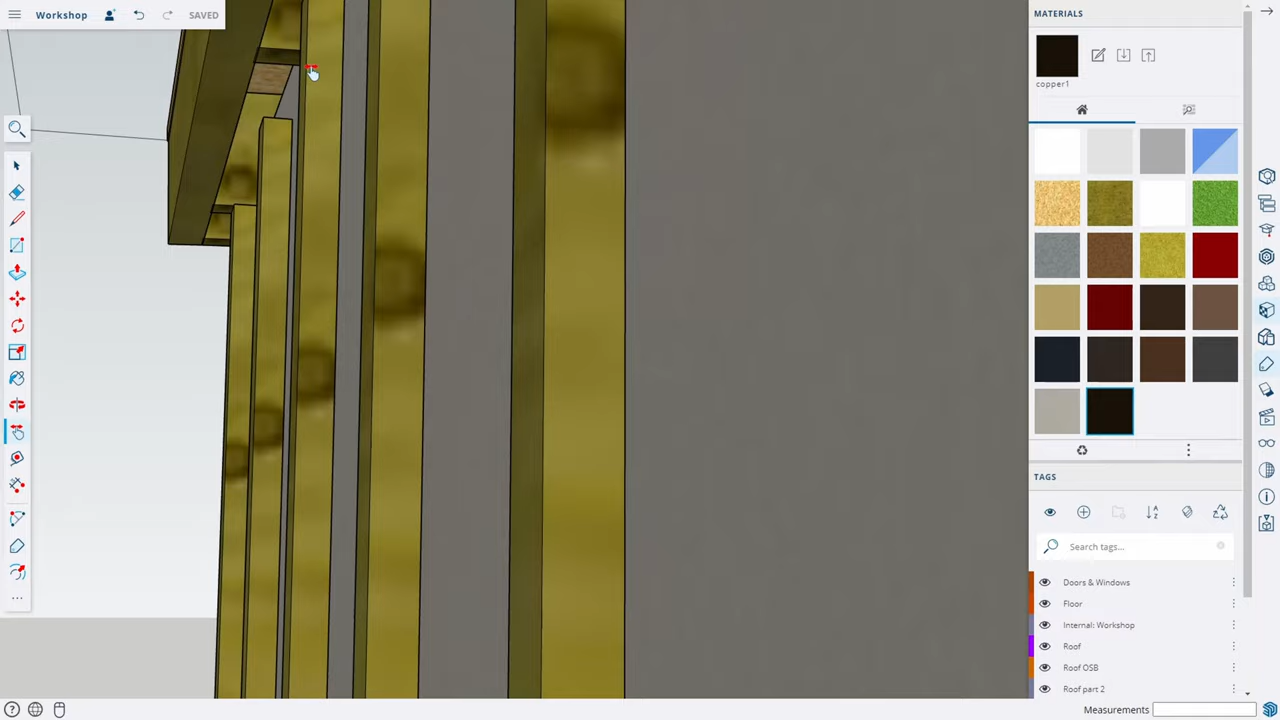 Workshop
SAVED
MATERIALS
copper1
TAGS
Search tags...
Doors & Windows
Floor
Internal: Workshop
Roof
Roof OSB
Roof part 2
Measurements